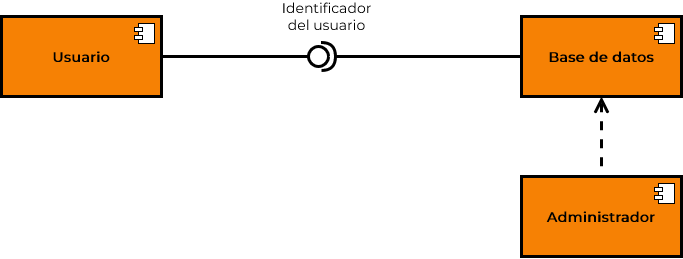 Identificador
del usuario
Usuario
Base de datos
Administrador